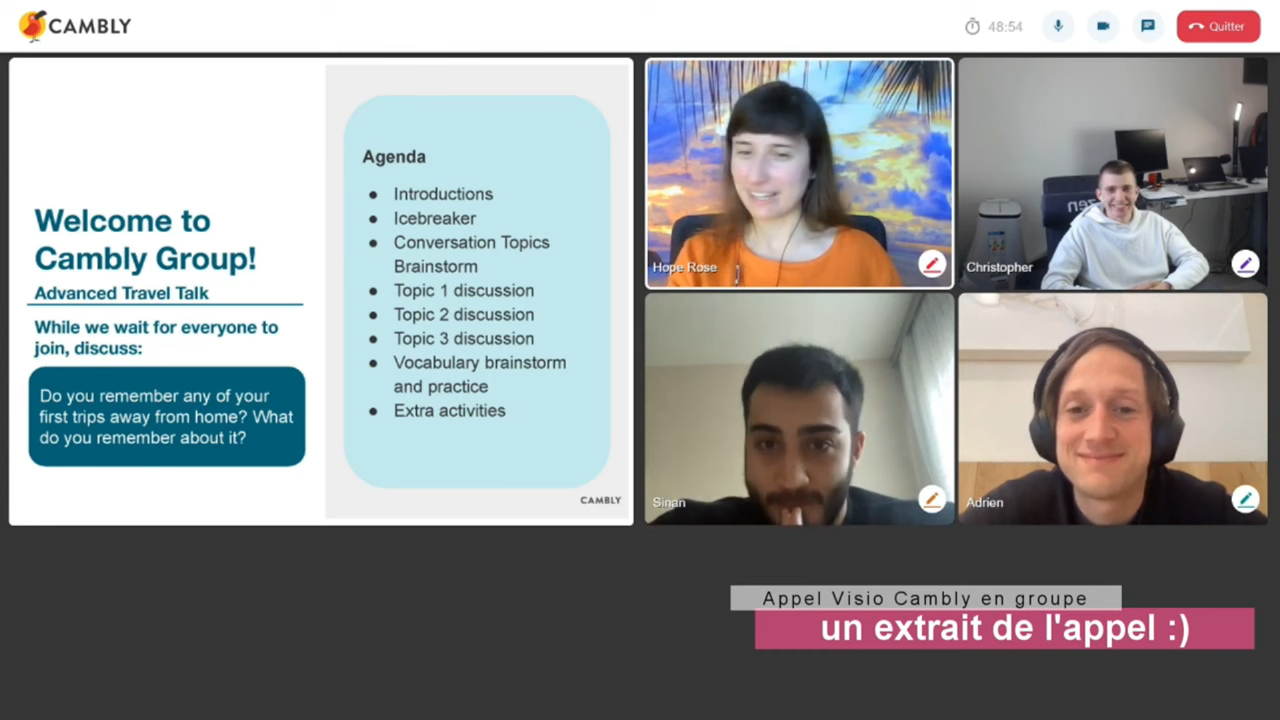 CAMBLY
48:54
Quitter
Welcome to
Cambly Group!
Advanced Travel Talk
While we wait for everyone to
join, discuss:
Do you remember any of your
first trips away from home? What
do you remember about it?
Agenda
● Introductions
● Icebreaker
● Conversation Topics
Brainstorm
● Topic 1 discussion
● Topic 2 discussion
● Topic 3 discussion
● Vocabulary brainstorm
and practice
● Extra activities
CAMBLY
Hope Rose
Christopher
Sinan
Adrien
Appel Visio Cambly en groupe
un extrait de l'appel :)